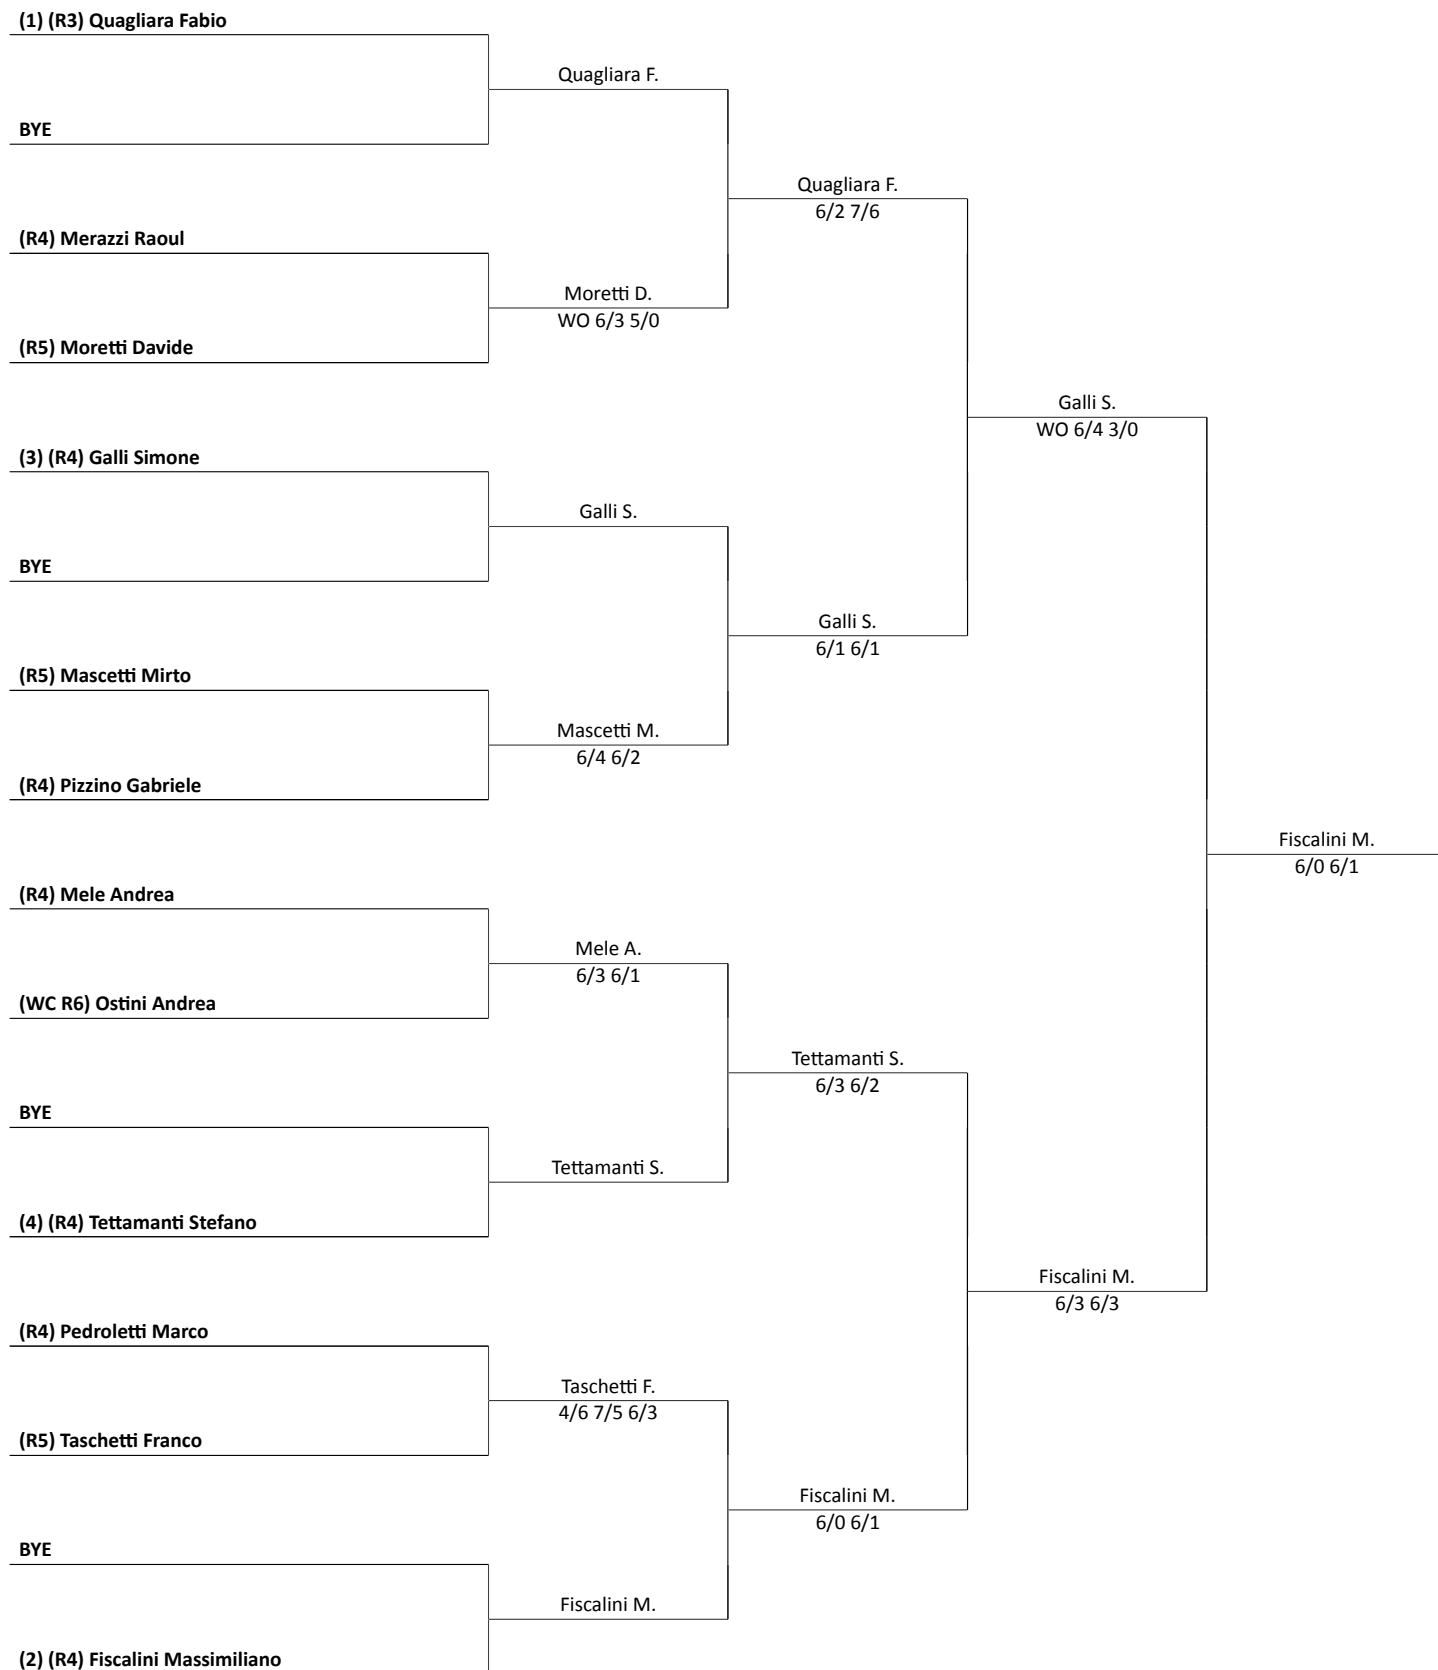 (1) (R3) Quagliara Fabio
Quagliara F.
BYE
Quagliara F.
6/2 7/6
(R4) Merazzi Raoul
Moretti D.
WO 6/3 5/0
(R5) Moretti Davide
Galli S.
WO 6/4 3/0
(3) (R4) Galli Simone
Galli S.
BYE
Galli S.
6/1 6/1
(R5) Mascetti Mirto
Mascetti M.
6/4 6/2
(R4) Pizzino Gabriele
Fiscalini M.
6/0 6/1
(R4) Mele Andrea
Mele A.
6/3 6/1
(WC R6) Ostini Andrea
Tettamanti S.
6/3 6/2
BYE
Tettamanti S.
(4) (R4) Tettamanti Stefano
Fiscalini M.
6/3 6/3
(R4) Pedroletti Marco
Taschetti F.
4/6 7/5 6/3
(R5) Taschetti Franco
Fiscalini M.
6/0 6/1
BYE
Fiscalini M.
(2) (R4) Fiscalini Massimiliano